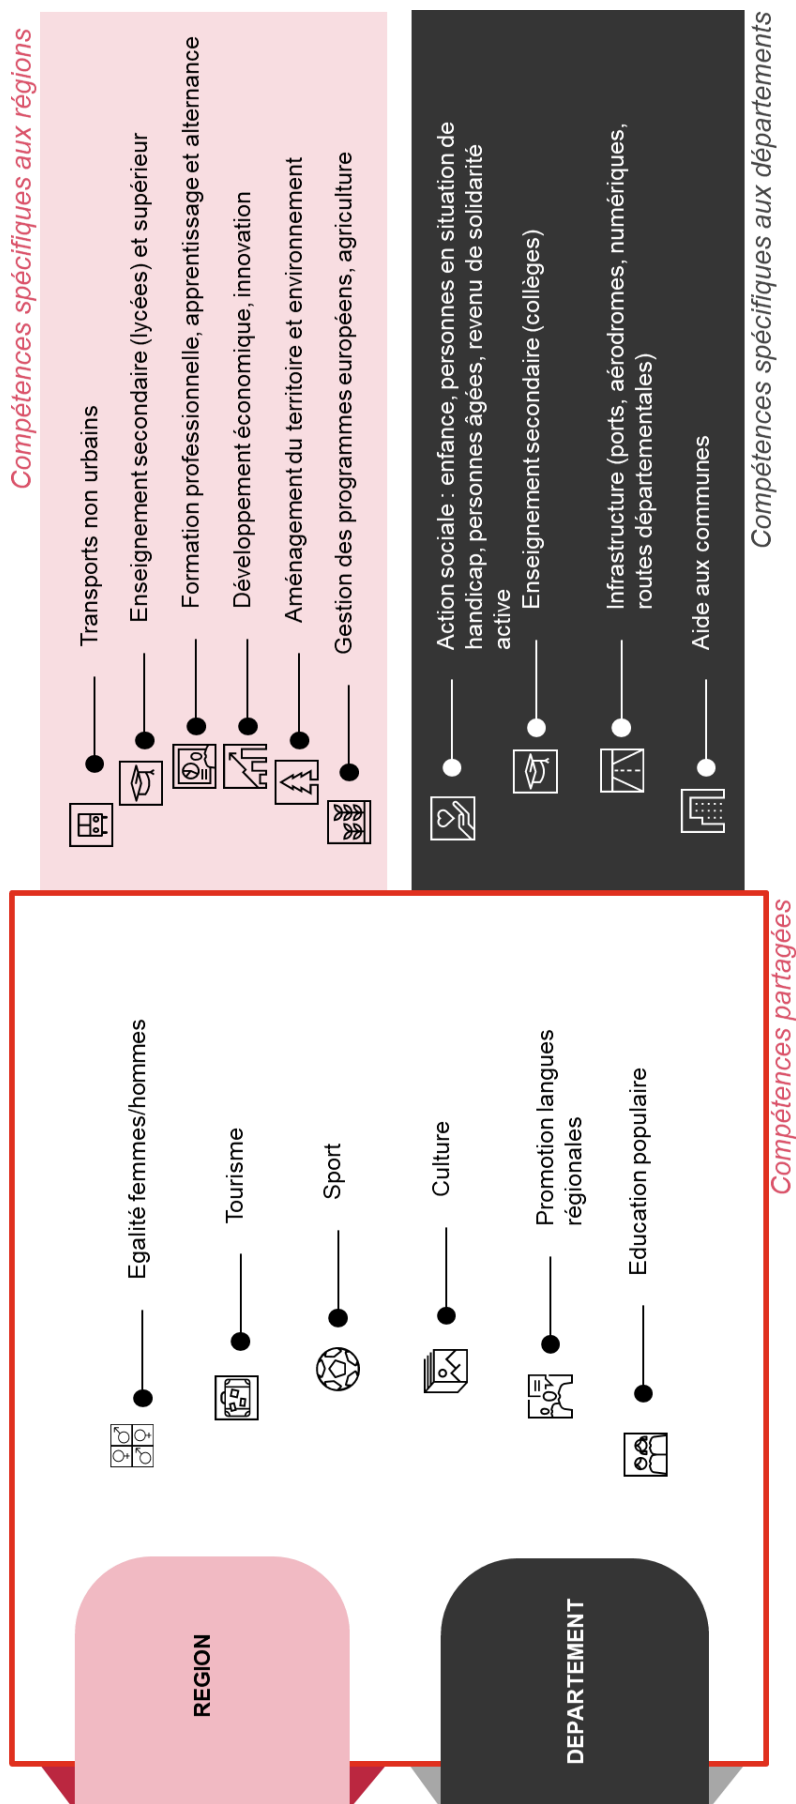 REGION
DEPARTEMENT
Compétences partagées
Egalité femmes/hommes
Tourisme
Sport
Culture
Promotion langues
régionales
Education populaire
Compétences spécifiques aux régions
Transports non urbains
Enseignement secondaire (lycées) et supérieur
Formation professionnelle, apprentissage et alternance
Développement économique, innovation
Aménagement du territoire et environnement
Gestion des programmes européens, agriculture
Action sociale : enfance, personnes en situation de
handicap, personnes âgées, revenu de solidarité
active
Enseignement secondaire (collèges)
Infrastructure (ports, aérodromes, numériques,
routes départementales)
Aide aux communes
Compétences spécifiques aux départements